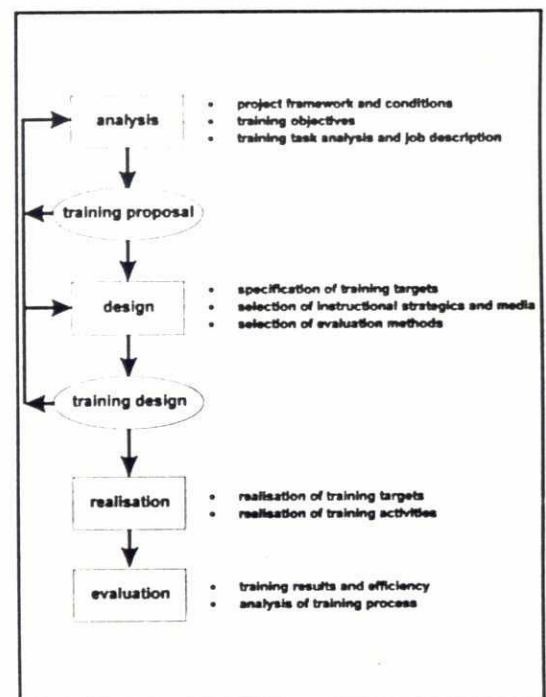 analysis
• project framework and conditions
• training objectives
• training task analysis and job description
training proposal
design
• specification of training targets
• selection of instructional strategics and media
• selection of evaluation methods
training design
realisation
• realisation of training targets
• realisation of training activities
evaluation
• training results and efficiency
• analysis of training process